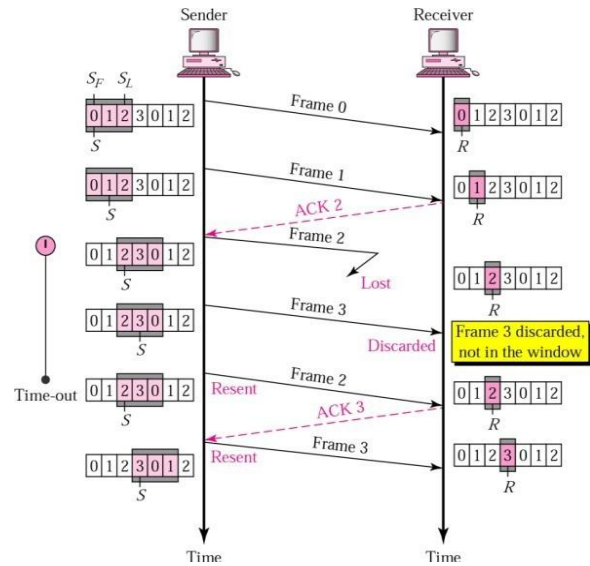 Sender
Receiver
S_F S_L
0 1 2 3 0 1 2
S
Frame 0
0 1 2 3 0 1 2
R
0 1 2 3 0 1 2
S
Frame 1
0 1 2 3 0 1 2
R
ACK 2
0 1 2 3 0 1 2
S
Frame 2
Lost
0 1 2 3 0 1 2
R
0 1 2 3 0 1 2
S
Frame 3
Discarded
Frame 3 discarded,
not in the window
Time-out
0 1 2 3 0 1 2
S
Resent
Frame 2
0 1 2 3 0 1 2
R
ACK 3
0 1 2 3 0 1 2
S
Resent
Frame 3
0 1 2 3 0 1 2
R
Time
Time